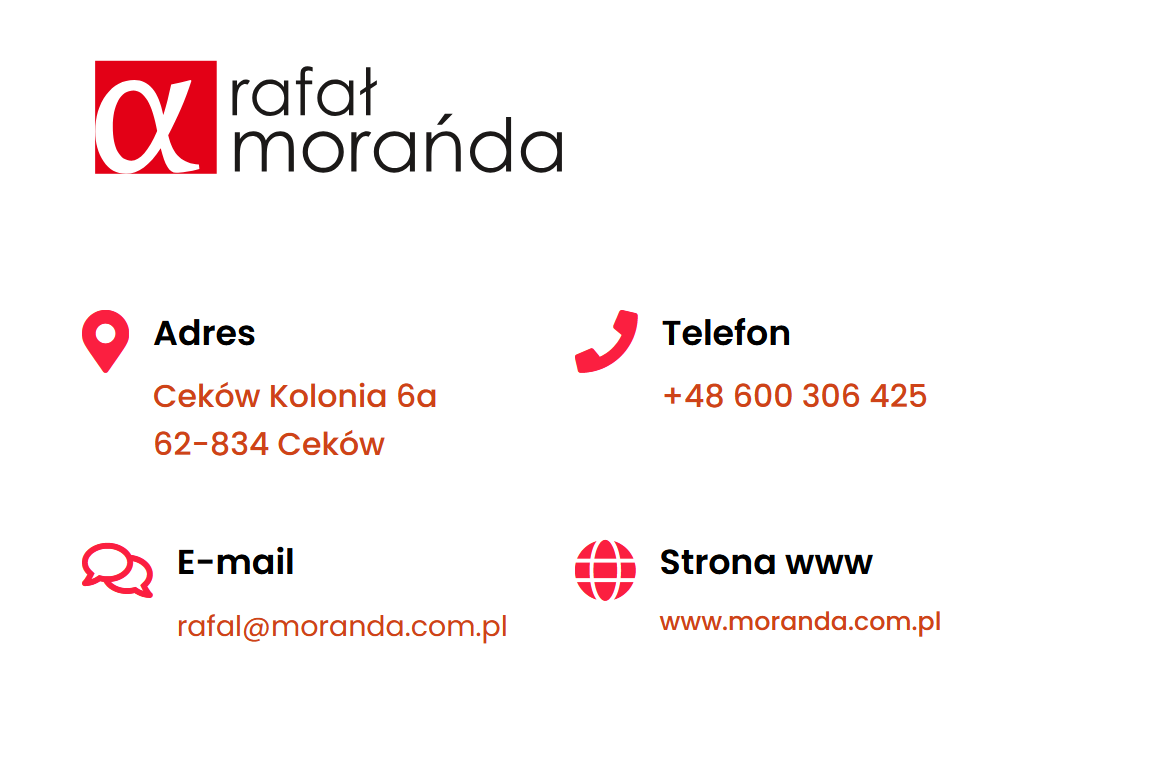 α
rafał
morańda
Adres
Ceków Kolonia 6a
62-834 Ceków
Telefon
+48 600 306 425
E-mail
rafal@moranda.com.pl
Strona www
www.moranda.com.pl